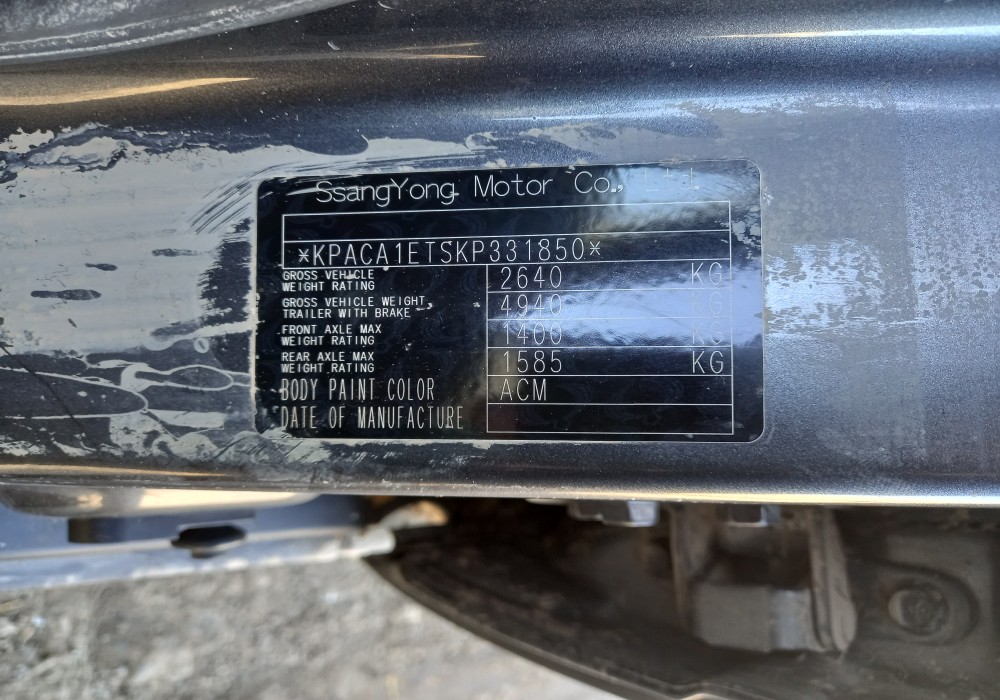 SsangYong Motor Co., Ltd
*KPACA1ETSKP331850*
GROSS VEHICLE
WEIGHT RATING 2640 KG
GROSS VEHICLE WEIGHT,
TRAILER WITH BRAKE 4940 KG
FRONT AXLE MAX
WEIGHT RATING 1400 KG
REAR AXLE MAX
WEIGHT RATING 1585 KG
BODY PAINT COLOR ACM
DATE OF MANUFACTURE